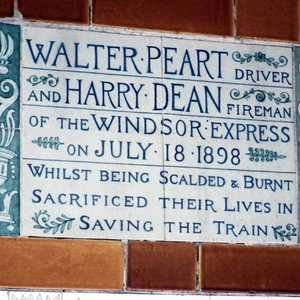 WALTER·PEART DRIVER
AND HARRY·DEAN FIREMAN
OF THE WINDSOR·EXPRESS
ON JULY·18·1898
WHILST BEING SCALDED & BURNT
SACRIFICED THEIR LIVES IN
SAVING THE TRAIN